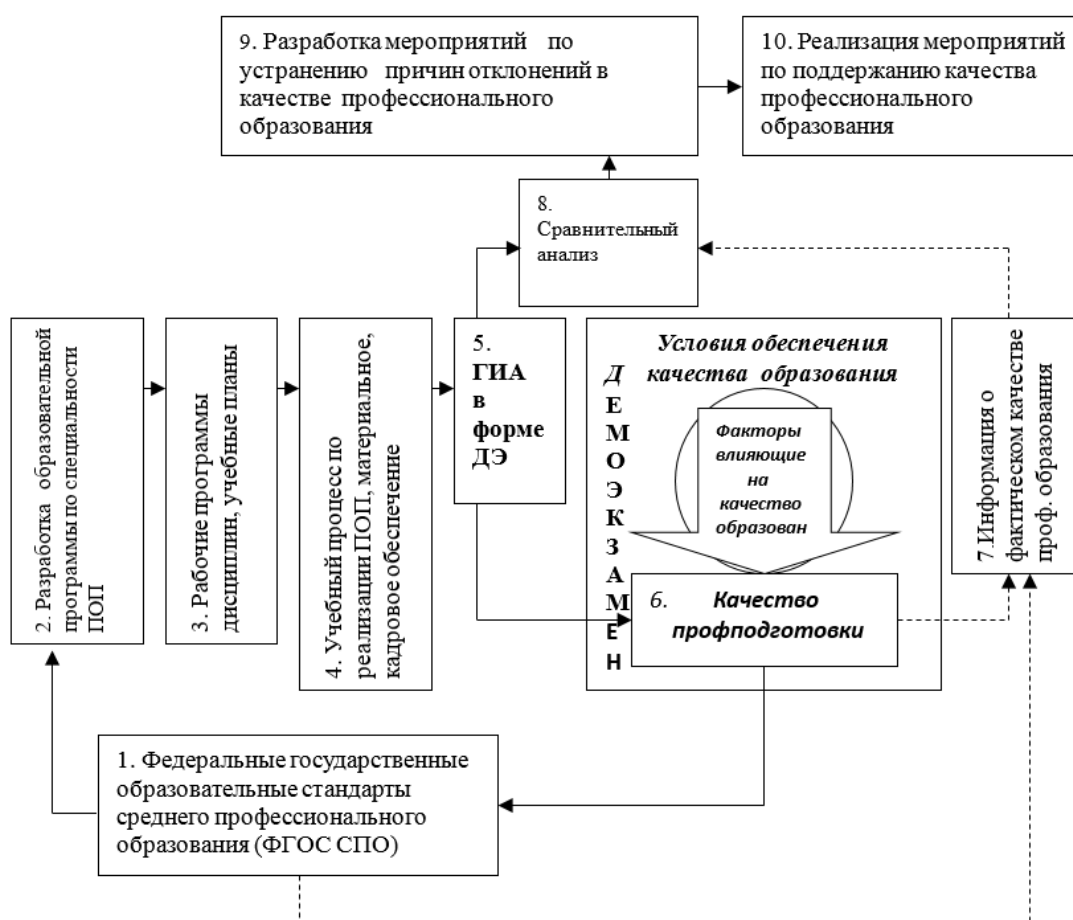 9. Разработка мероприятий по
устранению причин отклонений в
качестве профессионального
образования
10. Реализация мероприятий
по поддержанию качества
профессионального
образования
8.
Сравнительный
анализ
2. Разработка образовательной
программы по специальности
ПОП
3. Рабочие программы
дисциплин, учебные планы
4. Учебный процесс по
реализации ПОП, материальное,
кадровое обеспечение
5.
ГИА
в
форме
ДЭ
Условия обеспечения
качества образования
ДЕМОЭКЗАМЕН
Факторы
влияющие
на
качество
образован
6. Качество
профподготовки
7.Информация о
фактическом качестве
проф. образования
1. Федеральные государственные
образовательные стандарты
среднего профессионального
образования (ФГОС СПО)